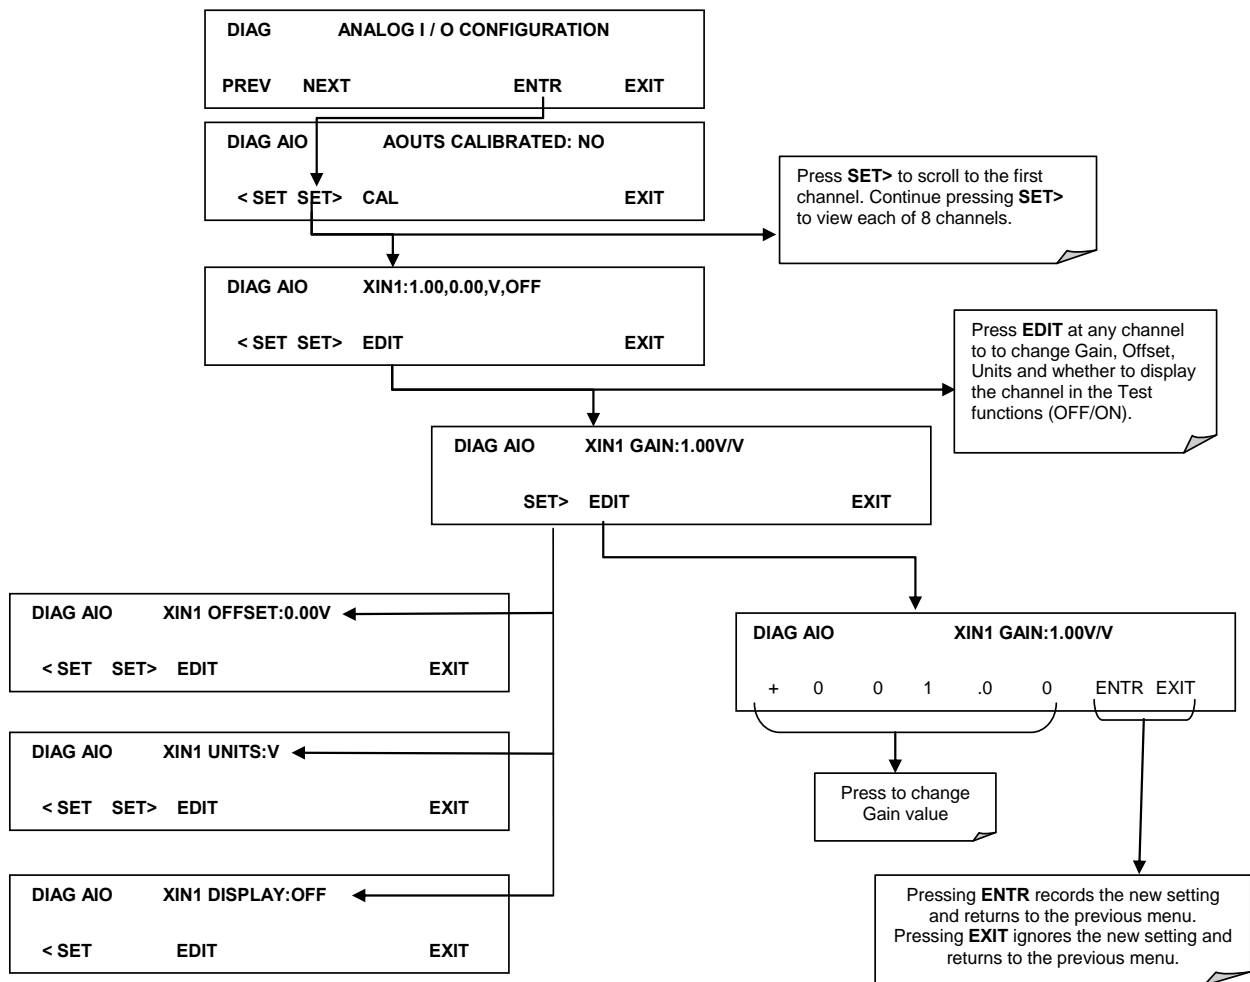 DIAG ANALOG I / O CONFIGURATION
PREV NEXT ENTR EXIT
DIAG AIO AOUTS CALIBRATED: NO
< SET SET> CAL EXIT
Press SET> to scroll to the first
channel. Continue pressing SET>
to view each of 8 channels.
DIAG AIO XIN1:1.00,0.00,V,OFF
< SET SET> EDIT EXIT
Press EDIT at any channel
to to change Gain, Offset,
Units and whether to display
the channel in the Test
functions (OFF/ON).
DIAG AIO XIN1 GAIN:1.00V/V
SET> EDIT EXIT
DIAG AIO XIN1 OFFSET:0.00V
< SET SET> EDIT EXIT
DIAG AIO XIN1 GAIN:1.00V/V
+ 0 0 1 .0 0 ENTR EXIT
DIAG AIO XIN1 UNITS:V
< SET SET> EDIT EXIT
Press to change
Gain value
DIAG AIO XIN1 DISPLAY:OFF
< SET EDIT EXIT
Pressing ENTR records the new setting
and returns to the previous menu.
Pressing EXIT ignores the new setting and
returns to the previous menu.